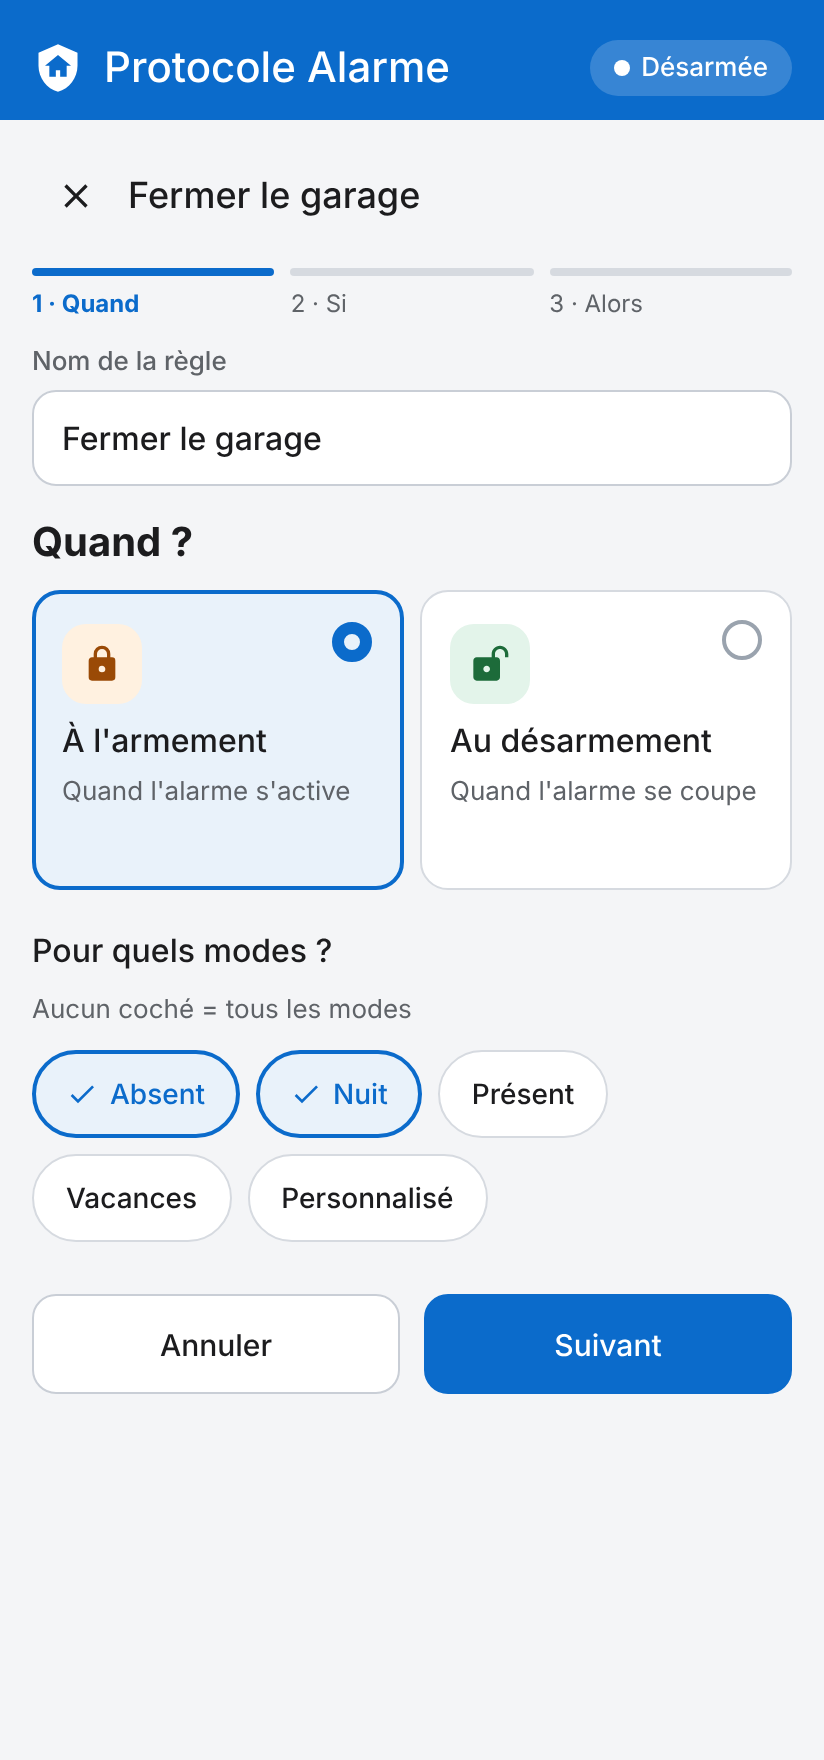 Protocole Alarme
Désarmée
Fermer le garage
1 · Quand
2 · Si
3 · Alors
Nom de la règle
Fermer le garage
Quand ?
À l'armement
Quand l'alarme s'active
Au désarmement
Quand l'alarme se coupe
Pour quels modes ?
Aucun coché = tous les modes
Absent
Nuit
Présent
Vacances
Personnalisé
Annuler
Suivant